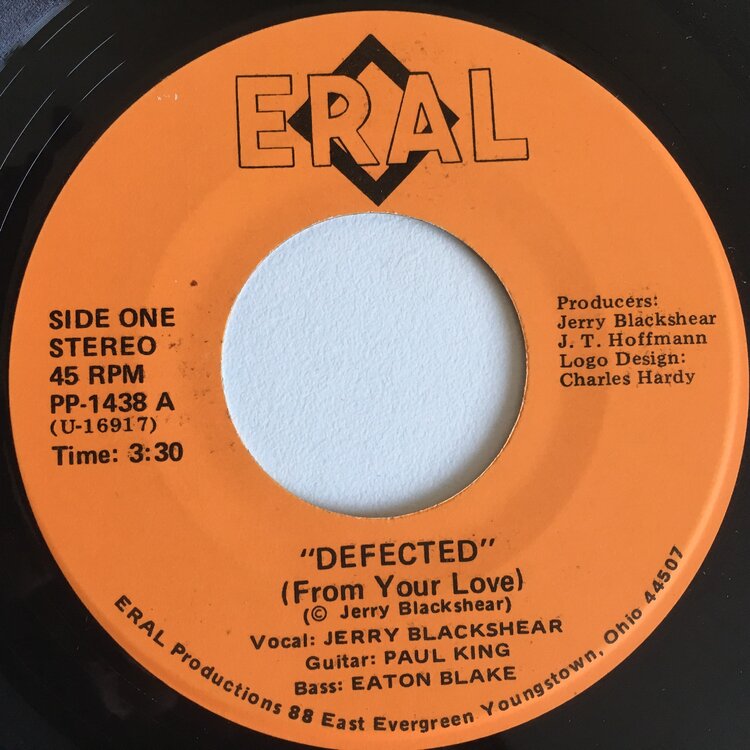 ERAL
SIDE ONE
STEREO
45 RPM
PP-1438 A
(U-16917)
Time: 3:30
Producers:
Jerry Blackshear
J. T. Hoffmann
Logo Design:
Charles Hardy
"DEFECTED"
(From Your Love)
(© Jerry Blackshear)
Vocal: JERRY BLACKSHEAR
Guitar: PAUL KING
Bass: EATON BLAKE
ERAL Productions 88 East Evergreen Youngstown, Ohio 44507